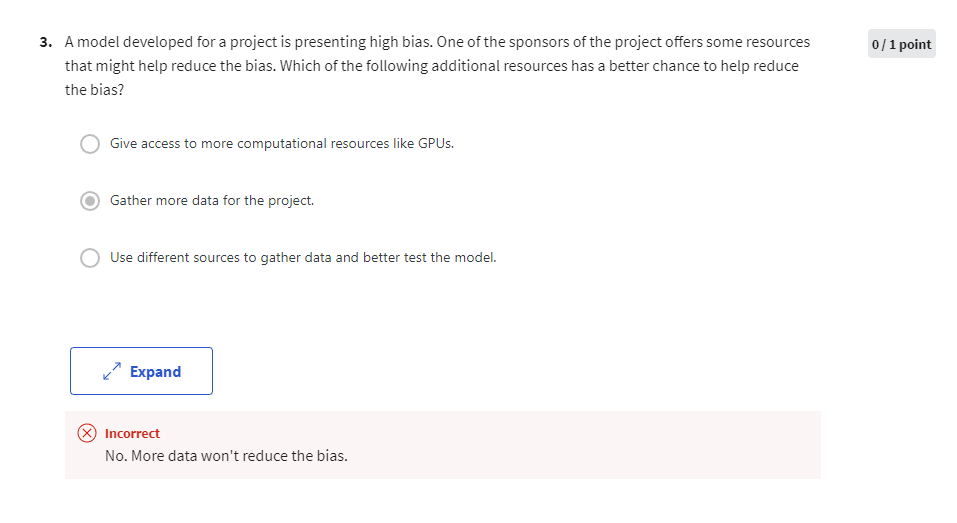 3. A model developed for a project is presenting high bias. One of the sponsors of the project offers some resources
0 / 1 point
that might help reduce the bias. Which of the following additional resources has a better chance to help reduce
the bias?
Give access to more computational resources like GPUs.
Gather more data for the project.
Use different sources to gather data and better test the model.
Expand
Incorrect
No. More data won't reduce the bias.